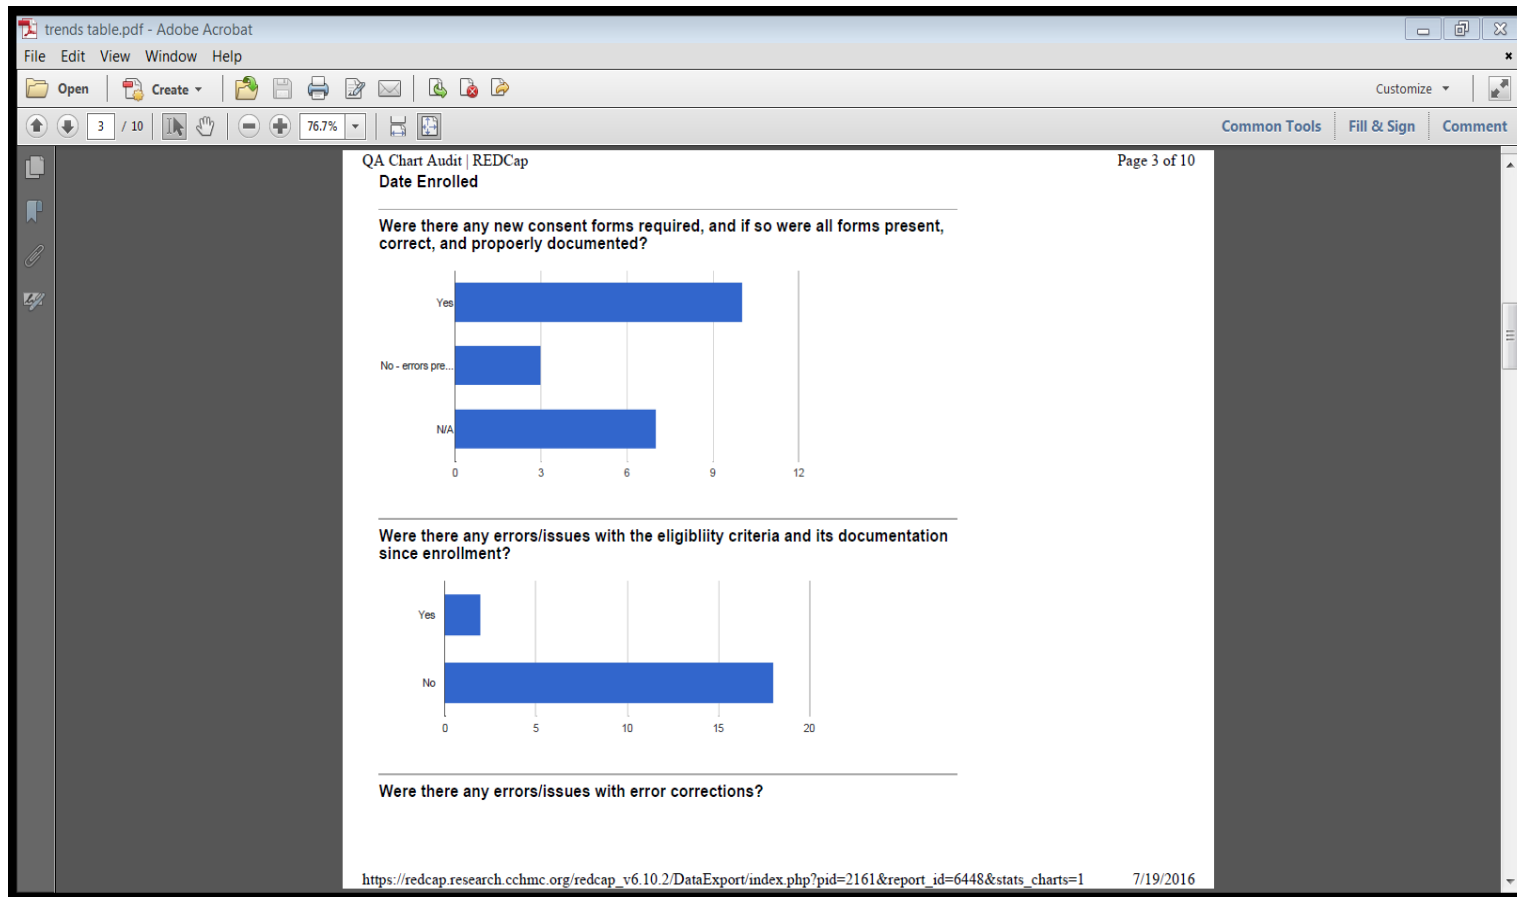 trends table.pdf - Adobe Acrobat
File Edit View Window Help
Open Create Customize
3 / 10 76.7% Common Tools Fill & Sign Comment
QA Chart Audit | REDCap Page 3 of 10
Date Enrolled
Were there any new consent forms required, and if so were all forms present,
correct, and propoerly documented?
Yes
No - errors pre...
N/A
0 3 6 9 12
Were there any errors/issues with the eligibliity criteria and its documentation
since enrollment?
Yes
No
0 5 10 15 20
Were there any errors/issues with error corrections?
https://redcap.research.cchmc.org/redcap_v6.10.2/DataExport/index.php?pid=2161&report_id=6448&stats_charts=1 7/19/2016